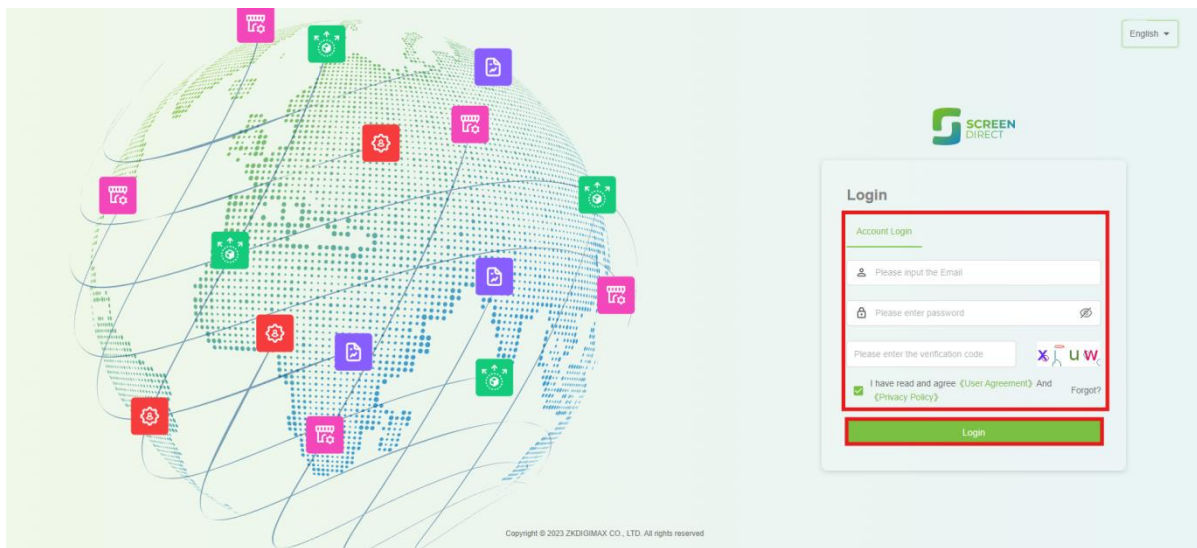 English
SCREEN
DIRECT
Login
Account Login
Please input the Email
Please enter password
Please enter the verification code
I have read and agree《User Agreement》And
《Privacy Policy》
Forgot?
Login
Copyright © 2023 ZKDIGIMAX CO., LTD. All rights reserved